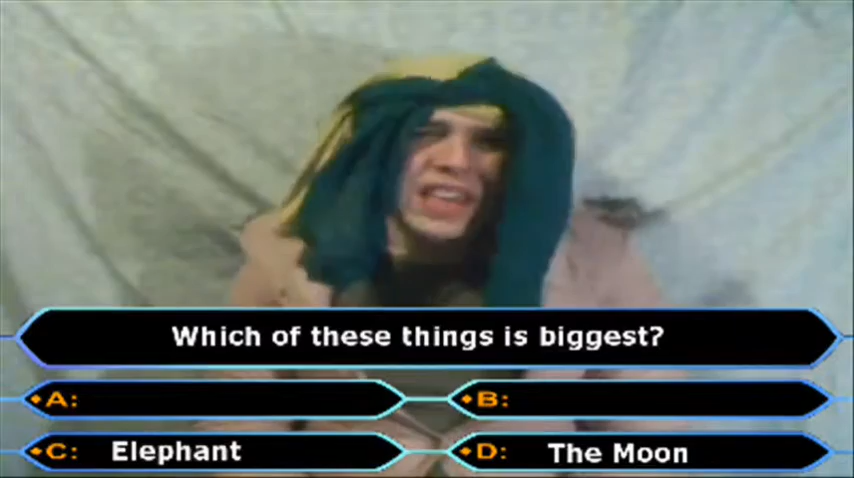 Which of these things is biggest?
A:
B:
C: Elephant
D: The Moon